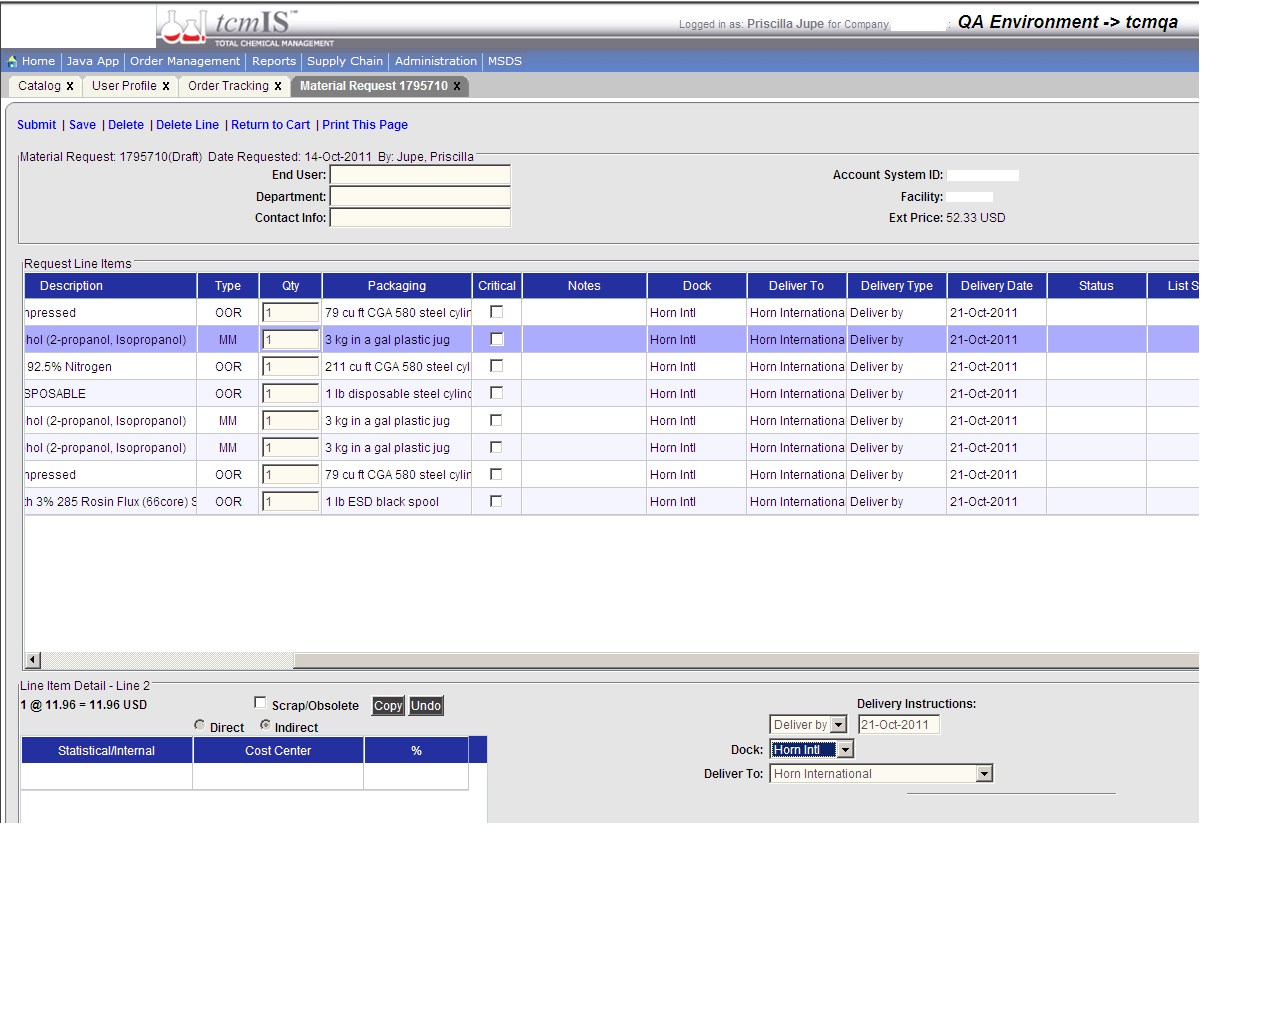 tcmIS™
TOTAL CHEMICAL MANAGEMENT
Logged in as: Priscilla Jupe for Company : QA Environment -> tcmqa
Home Java App Order Management Reports Supply Chain Administration MSDS
Catalog x User Profile x Order Tracking x Material Request 1795710 x
Submit | Save | Delete | Delete Line | Return to Cart | Print This Page
Material Request: 1795710(Draft) Date Requested: 14-Oct-2011 By: Jupe, Priscilla
End User: Account System ID:
Department: Facility:
Contact Info: Ext Price: 52.33 USD
Request Line Items
Description Type Qty Packaging Critical Notes Dock Deliver To Delivery Type Delivery Date Status List S
npressed OOR 1 79 cu ft CGA 580 steel cylin Horn Intl Horn Internationa Deliver by 21-Oct-2011
hol (2-propanol, Isopropanol) MM 1 3 kg in a gal plastic jug Horn Intl Horn Internationa Deliver by 21-Oct-2011
92.5% Nitrogen OOR 1 211 cu ft CGA 580 steel cyl Horn Intl Horn Internationa Deliver by 21-Oct-2011
SPOSABLE OOR 1 1 lb disposable steel cylinc Horn Intl Horn Internationa Deliver by 21-Oct-2011
hol (2-propanol, Isopropanol) MM 1 3 kg in a gal plastic jug Horn Intl Horn Internationa Deliver by 21-Oct-2011
hol (2-propanol, Isopropanol) MM 1 3 kg in a gal plastic jug Horn Intl Horn Internationa Deliver by 21-Oct-2011
npressed OOR 1 79 cu ft CGA 580 steel cylin Horn Intl Horn Internationa Deliver by 21-Oct-2011
th 3% 285 Rosin Flux (66core) S OOR 1 1 lb ESD black spool Horn Intl Horn Internationa Deliver by 21-Oct-2011
Line Item Detail - Line 2
1 @ 11.96 = 11.96 USD Scrap/Obsolete Copy Undo Delivery Instructions:
Direct Indirect Deliver by 21-Oct-2011
Statistical/Internal Cost Center % Dock: Horn Intl
Deliver To: Horn International